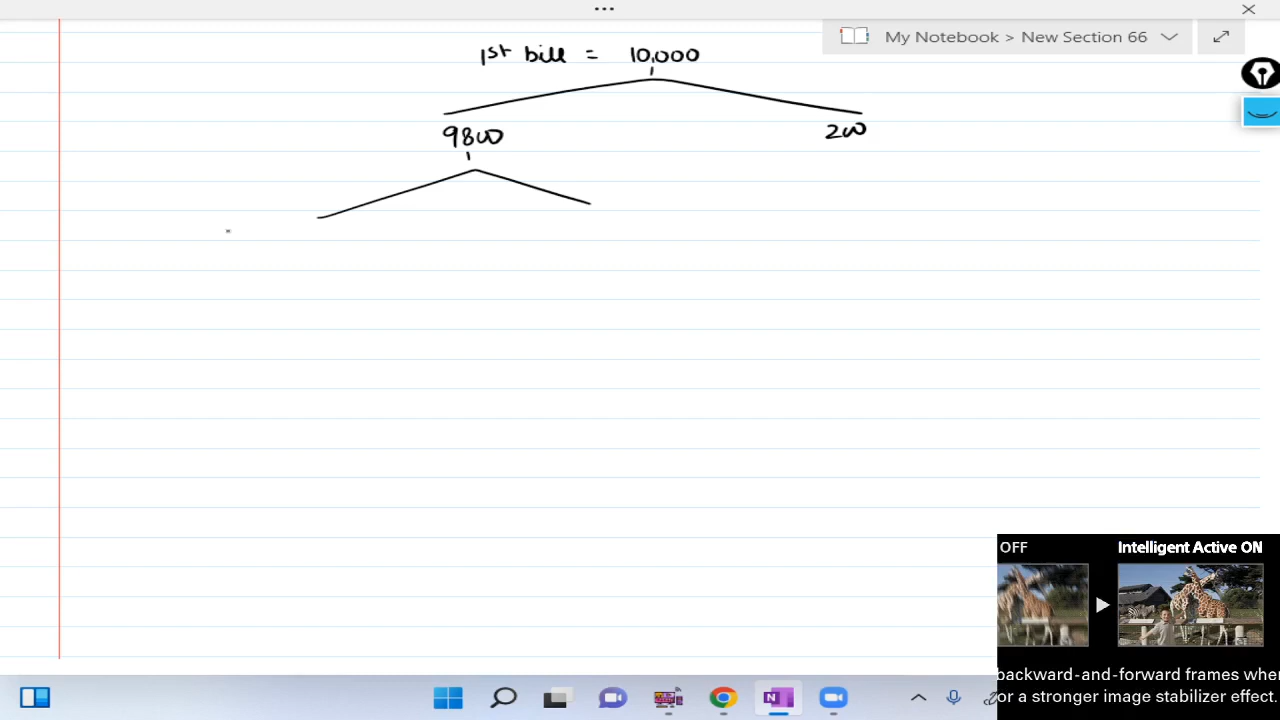 My Notebook > New Section 66
1st bill = 10,000
9800 200
OFF Intelligent Active ON
backward-and-forward frames wher
or a stronger image stabilizer effect.